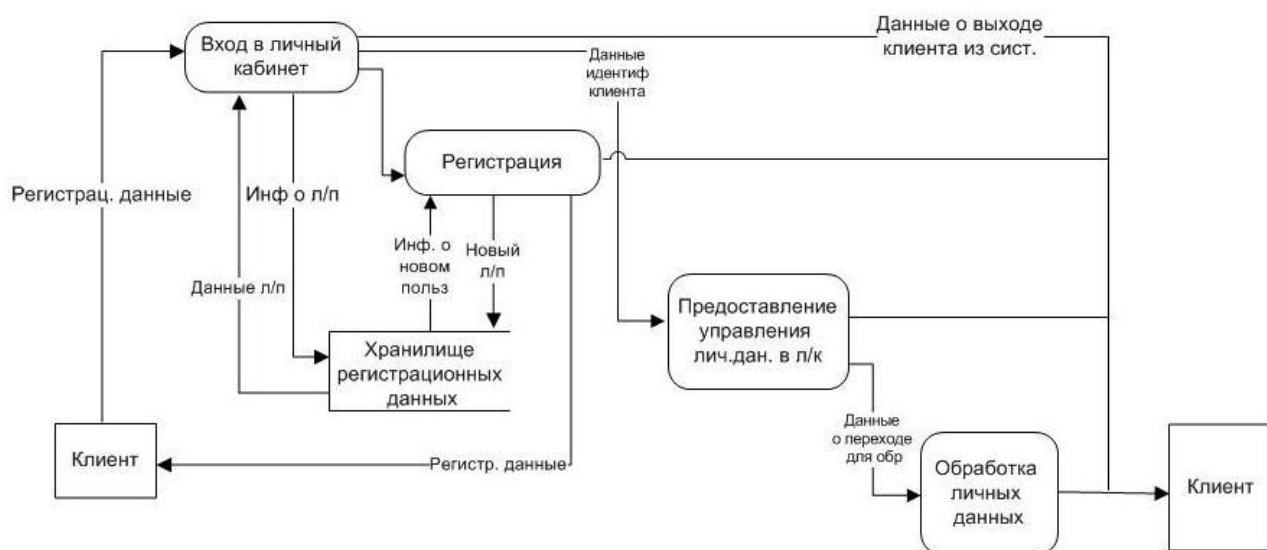 Вход в личный
кабинет
Данные о выходе
клиента из сист.
Данные
идентиф
клиента
Регистрация
Регистрац. данные
Инф о л/п
Инф. о
новом
польз
Новый
л/п
Данные л/п
Предоставление
управления
лич.дан. в л/к
Хранилище
регистрационных
данных
Данные
о переходе
для обр
Клиент
Регистр. данные
Обработка
личных
данных
Клиент